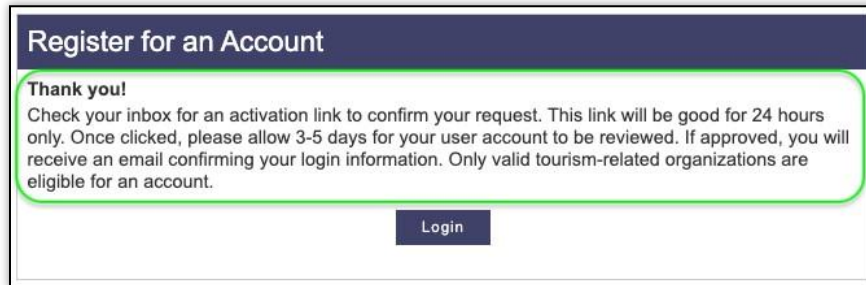 Register for an Account
Thank you!
Check your inbox for an activation link to confirm your request. This link will be good for 24 hours
only. Once clicked, please allow 3-5 days for your user account to be reviewed. If approved, you will
receive an email confirming your login information. Only valid tourism-related organizations are
eligible for an account.
Login